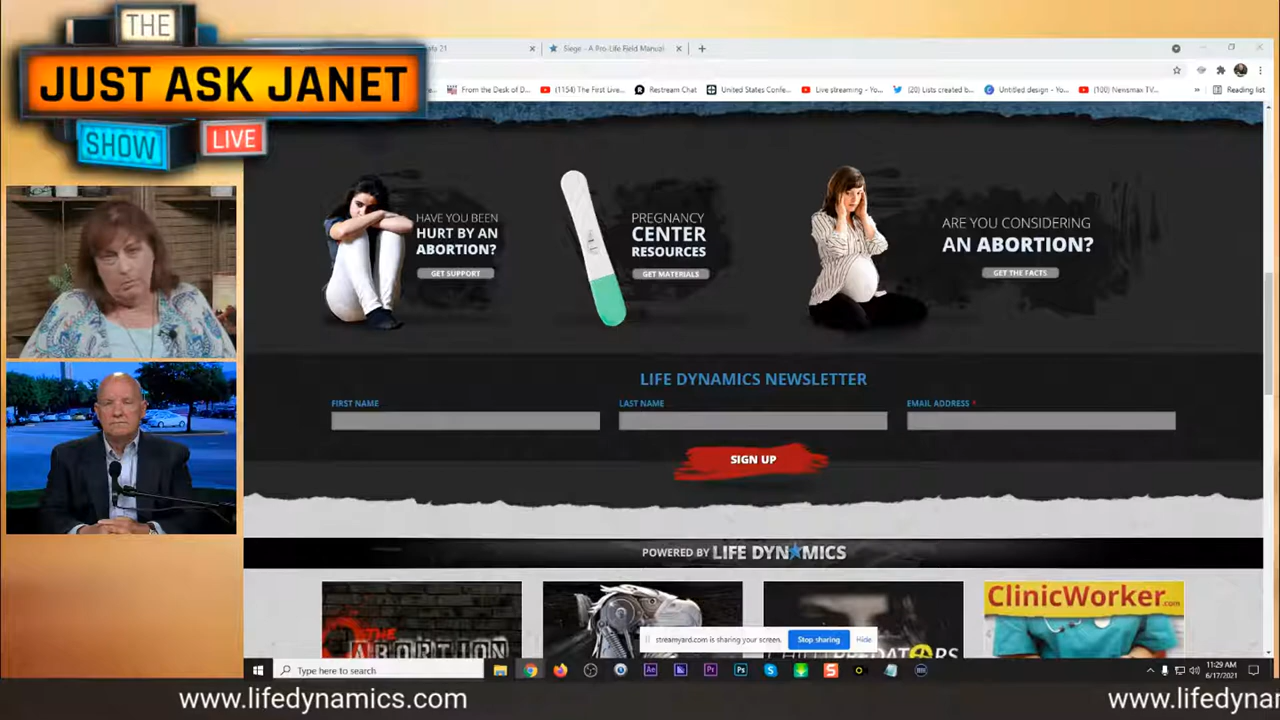 THE
JUST ASK JANET
SHOW
LIVE
Siege - A Pro-Life Field Manual
From the Desk of D...
(1154) The First Live...
Restream Chat
United States Confe...
Live streaming - Yo...
(20) Lists created b...
Untitled design - Yo...
(100) Newsmax TV...
Reading list
HAVE YOU BEEN
HURT BY AN
ABORTION?
GET SUPPORT
PREGNANCY
CENTER
RESOURCES
GET MATERIALS
ARE YOU CONSIDERING
AN ABORTION?
GET THE FACTS
LIFE DYNAMICS NEWSLETTER
FIRST NAME
LAST NAME
EMAIL ADDRESS *
SIGN UP
POWERED BY LIFE DYNAMICS
THE
ABORTION
PREDATORS
ClinicWorker.com
streamyard.com is sharing your screen.
Stop sharing
Hide
Type here to search
11:29 AM
6/17/2021
www.lifedynamics.com
www.lifedyna